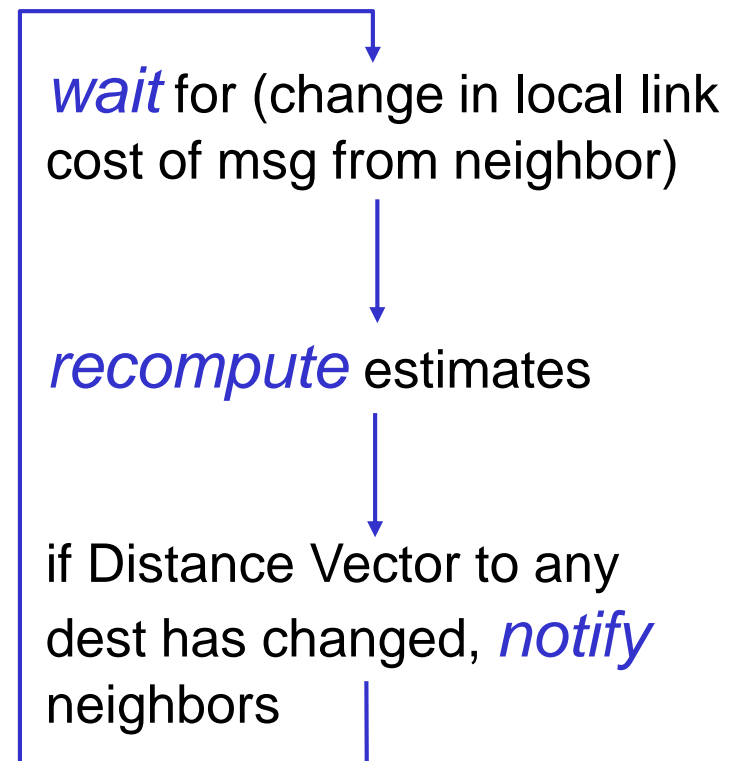 wait for (change in local link
cost of msg from neighbor)
recompute estimates
if Distance Vector to any
dest has changed, notify
neighbors